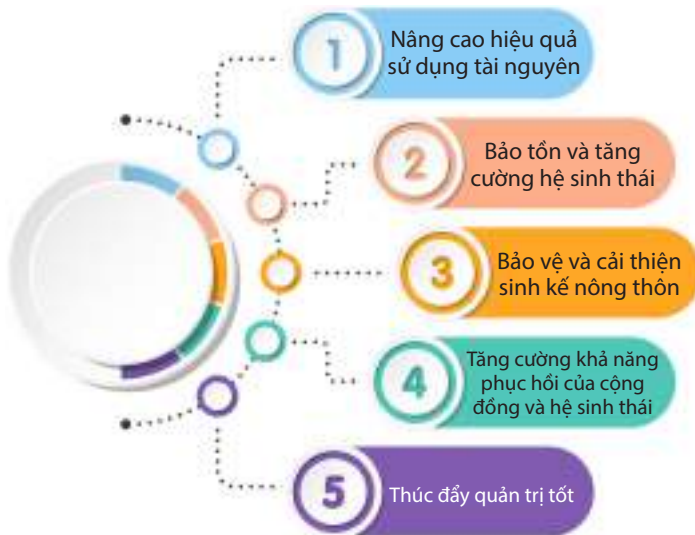 1
Nâng cao hiệu quả
sử dụng tài nguyên
2
Bảo tồn và tăng
cường hệ sinh thái
3
Bảo vệ và cải thiện
sinh kế nông thôn
4
Tăng cường khả năng
phục hồi của cộng
đồng và hệ sinh thái
5
Thúc đẩy quản trị tốt